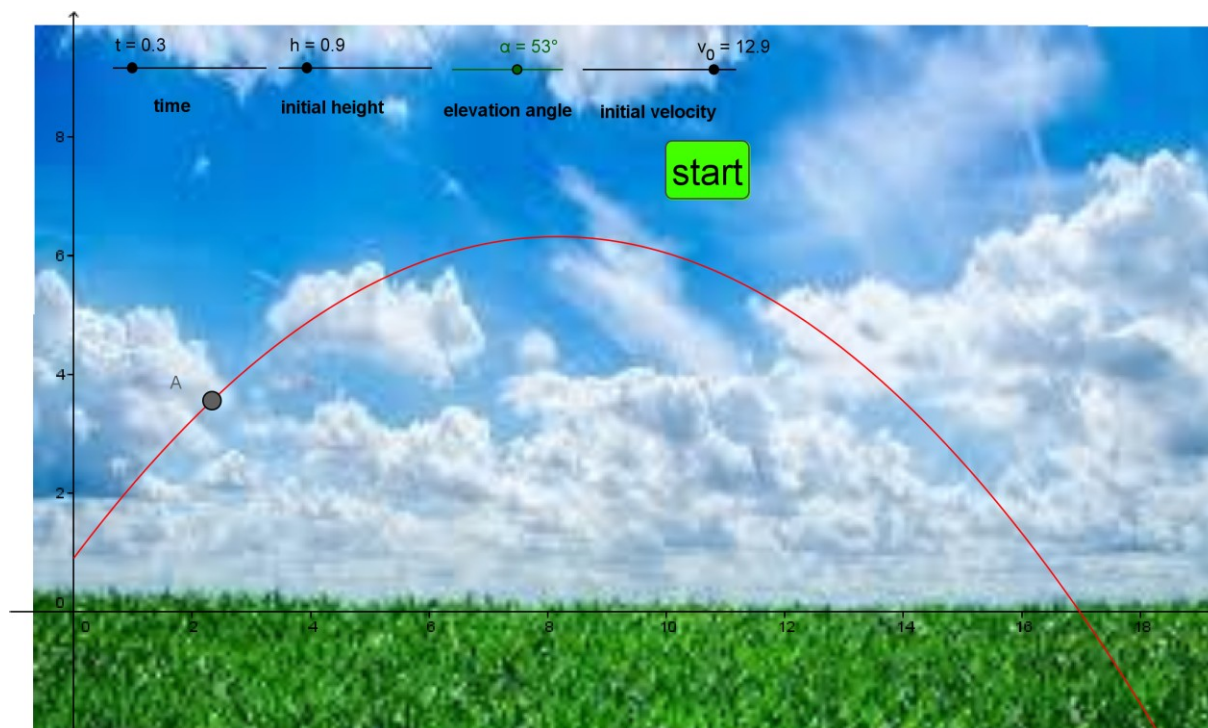 t = 0.3
h = 0.9
α = 53°
v₀ = 12.9
time
initial height
elevation angle
initial velocity
start
8
6
4
2
0
A
0
2
4
6
8
10
12
14
16
18